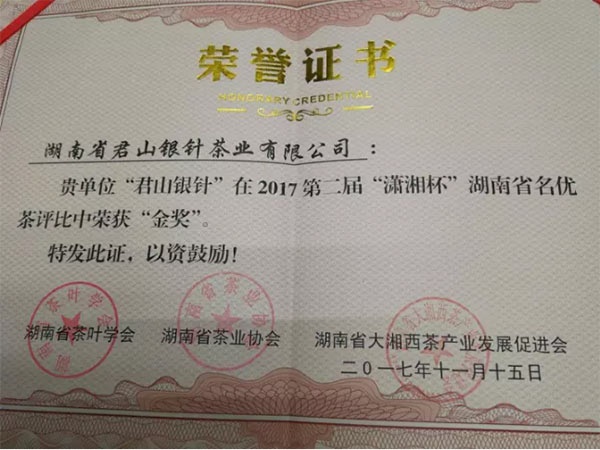 荣誉证书
HONORARY CREDENTIAL
湖南省君山银针茶业有限公司：
贵单位“君山银针”在2017第二届“潇湘杯”湖南省名优
茶评比中荣获“金奖”。
特发此证，以资鼓励！
湖南省茶叶学会 湖南省茶业协会 湖南省大湘西茶产业发展促进会
二〇一七年十一月十五日